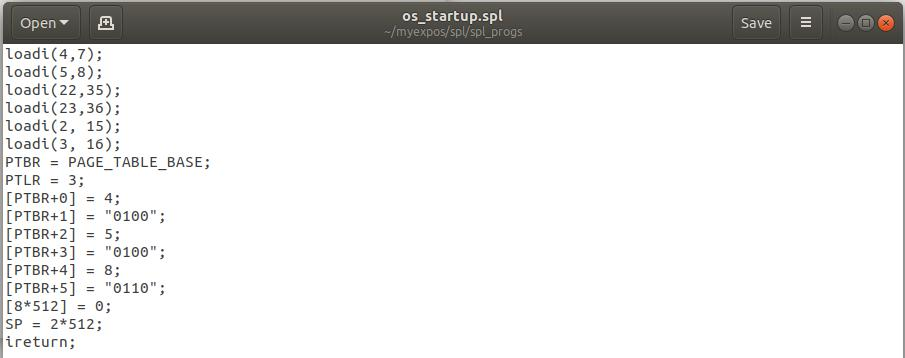 Open
os_startup.spl
~/myexpos/spl/spl_progs
Save
loadi(4,7);
loadi(5,8);
loadi(22,35);
loadi(23,36);
loadi(2, 15);
loadi(3, 16);
PTBR = PAGE_TABLE_BASE;
PTLR = 3;
[PTBR+0] = 4;
[PTBR+1] = "0100";
[PTBR+2] = 5;
[PTBR+3] = "0100";
[PTBR+4] = 8;
[PTBR+5] = "0110";
[8*512] = 0;
SP = 2*512;
ireturn;